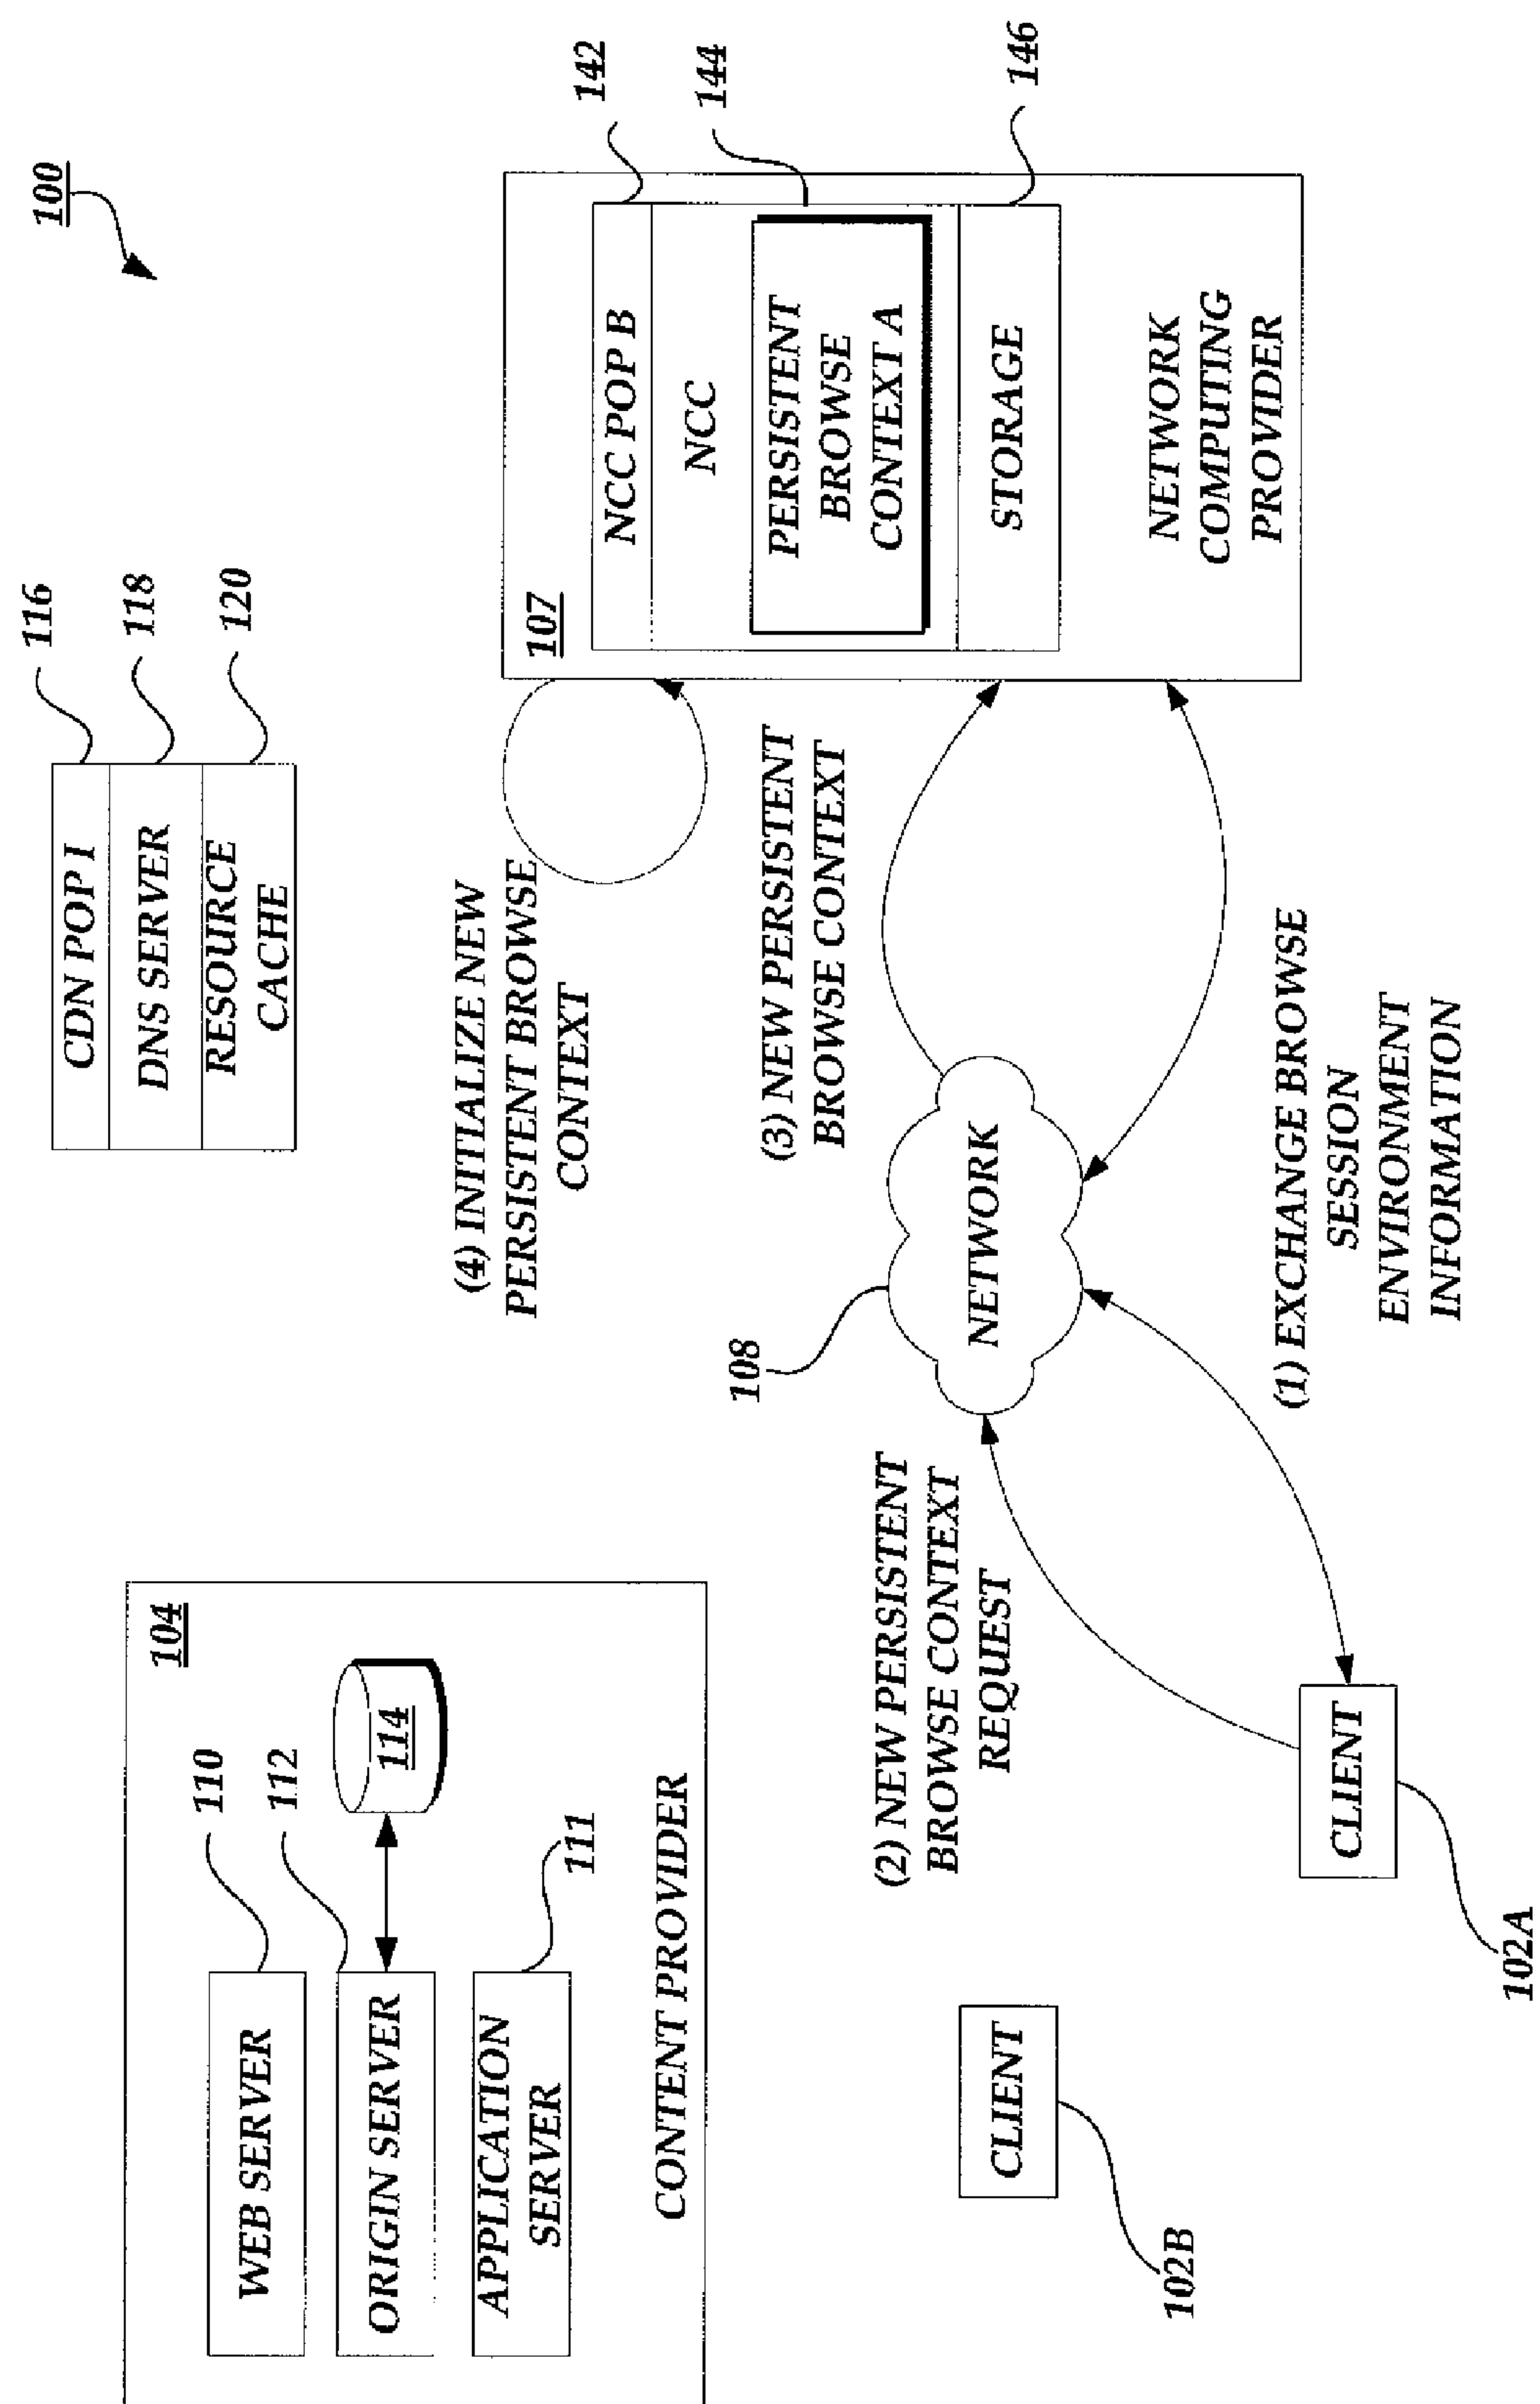 100
104
WEB SERVER
110
112
ORIGIN SERVER
114
APPLICATION
SERVER
111
CONTENT PROVIDER
CDN POP 1
DNS SERVER
RESOURCE
CACHE
116
118
120
(4) INITIALIZE NEW
PERSISTENT BROWSE
CONTEXT
107
NCC POP B
NCC
PERSISTENT
BROWSE
CONTEXT A
STORAGE
NETWORK
COMPUTING
PROVIDER
142
144
146
(3) NEW PERSISTENT
BROWSE CONTEXT
108
NETWORK
(2) NEW PERSISTENT
BROWSE CONTEXT
REQUEST
(1) EXCHANGE BROWSE
SESSION
ENVIRONMENT
INFORMATION
CLIENT
102B
CLIENT
102A